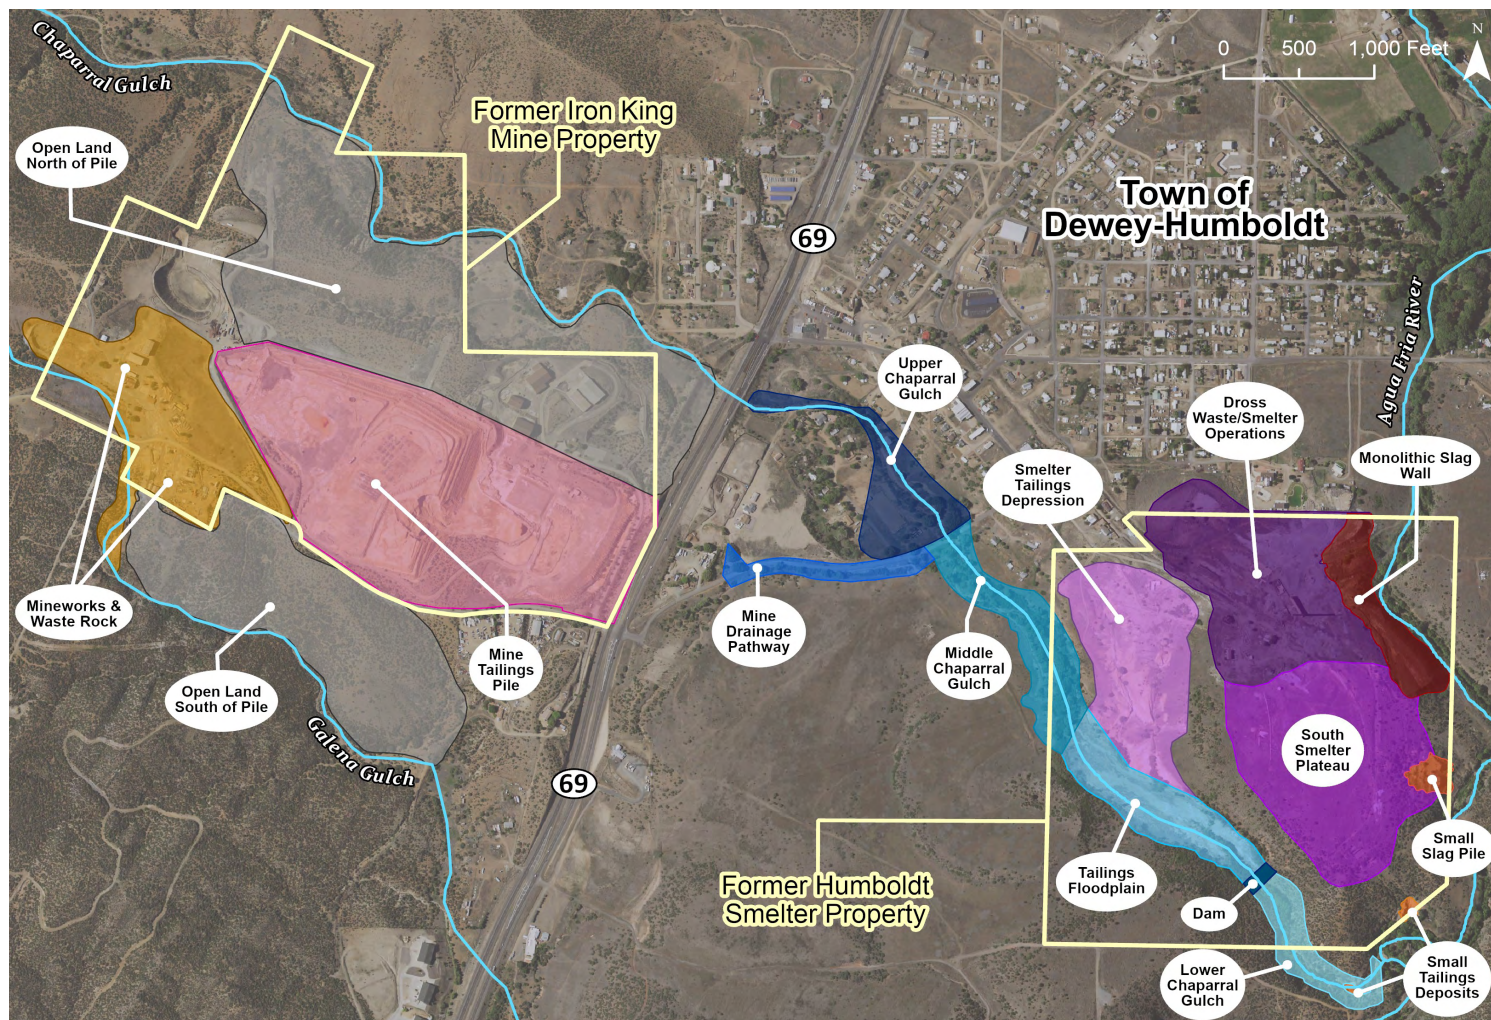 Chaparral Gulch
N
0 500 1,000 Feet
Former Iron King
Mine Property
Open Land
North of Pile
Town of
Dewey-Humboldt
69
Agua Fria River
Upper
Chaparral
Gulch
Dross
Waste/Smelter
Operations
Monolithic Slag
Wall
Smelter
Tailings
Depression
Mineworks &
Waste Rock
Mine
Drainage
Pathway
Mine
Tailings
Pile
Middle
Chaparral
Gulch
Open Land
South of Pile
Galena Gulch
69
South
Smelter
Plateau
Small
Slag Pile
Tailings
Floodplain
Former Humboldt
Smelter Property
Dam
Lower
Chaparral
Gulch
Small
Tailings
Deposits